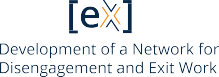 [eX]
Development of a Network for
Disengagement and Exit Work